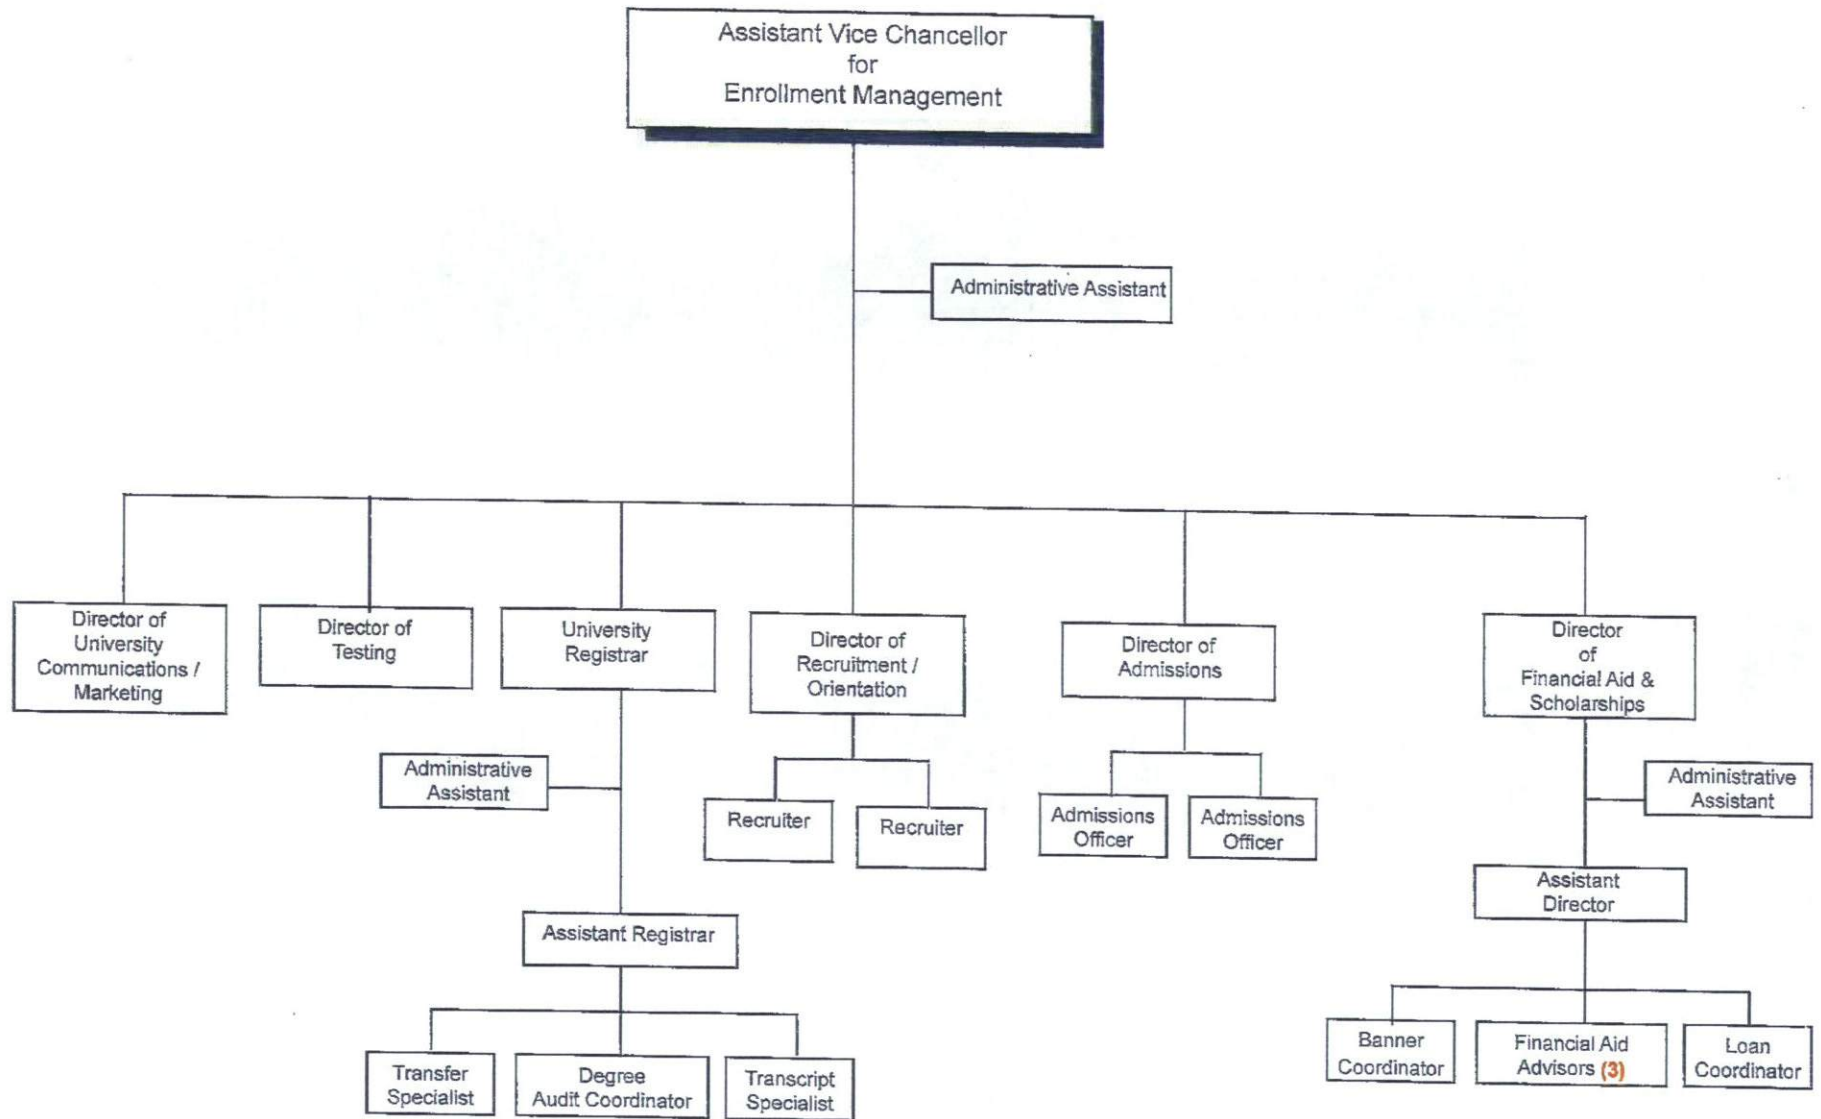 Assistant Vice Chancellor
for
Enrollment Management
Administrative Assistant
Director of
University
Communications /
Marketing
Director of
Testing
University
Registrar
Director of
Recruitment /
Orientation
Director of
Admissions
Director
of
Financial Aid &
Scholarships
Administrative
Assistant
Recruiter
Recruiter
Admissions
Officer
Admissions
Officer
Administrative
Assistant
Assistant Registrar
Assistant
Director
Transfer
Specialist
Degree
Audit Coordinator
Transcript
Specialist
Banner
Coordinator
Financial Aid
Advisors (3)
Loan
Coordinator